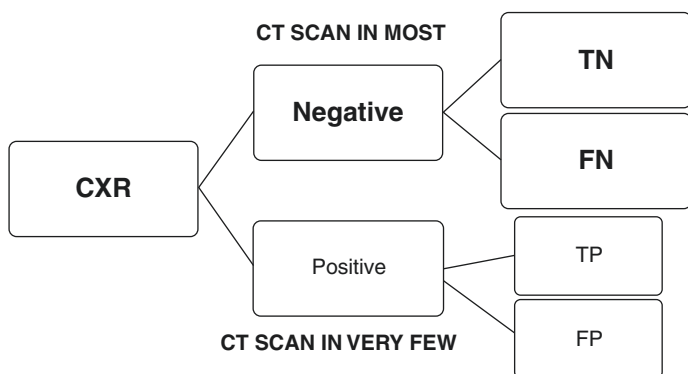 CT SCAN IN MOST
TN
Negative
FN
CXR
TP
Positive
FP
CT SCAN IN VERY FEW